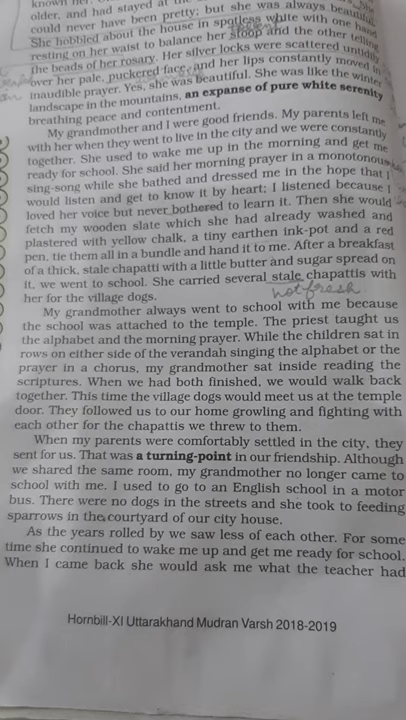 known her.
older, and had stayed at the
could never have been pretty; but she was always beautiful.
She hobbled about the house in spotless white with one hand
resting on her waist to balance her stoop and the other telling
the beads of her rosary. Her silver locks were scattered untidily
over her pale, puckered face, and her lips constantly moved in
inaudible prayer. Yes, she was beautiful. She was like the winter
landscape in the mountains, an expanse of pure white serenity
breathing peace and contentment.
My grandmother and I were good friends. My parents left me
with her when they went to live in the city and we were constantly
together. She used to wake me up in the morning and get me
ready for school. She said her morning prayer in a monotonous
sing-song while she bathed and dressed me in the hope that I
would listen and get to know it by heart; I listened because I
loved her voice but never bothered to learn it. Then she would
fetch my wooden slate which she had already washed and
plastered with yellow chalk, a tiny earthen ink-pot and a red
pen, tie them all in a bundle and hand it to me. After a breakfast
of a thick, stale chapatti with a little butter and sugar spread on
it, we went to school. She carried several stale chapattis with
her for the village dogs.
not fresh
My grandmother always went to school with me because
the school was attached to the temple. The priest taught us
the alphabet and the morning prayer. While the children sat in
rows on either side of the verandah singing the alphabet or the
prayer in a chorus, my grandmother sat inside reading the
scriptures. When we had both finished, we would walk back
together. This time the village dogs would meet us at the temple
door. They followed us to our home growling and fighting with
each other for the chapattis we threw to them.
When my parents were comfortably settled in the city, they
sent for us. That was a turning-point in our friendship. Although
we shared the same room, my grandmother no longer came to
school with me. I used to go to an English school in a motor
bus. There were no dogs in the streets and she took to feeding
sparrows in the courtyard of our city house.
As the years rolled by we saw less of each other. For some
time she continued to wake me up and get me ready for school.
When I came back she would ask me what the teacher had
Hornbill-XI Uttarakhand Mudran Varsh 2018-2019